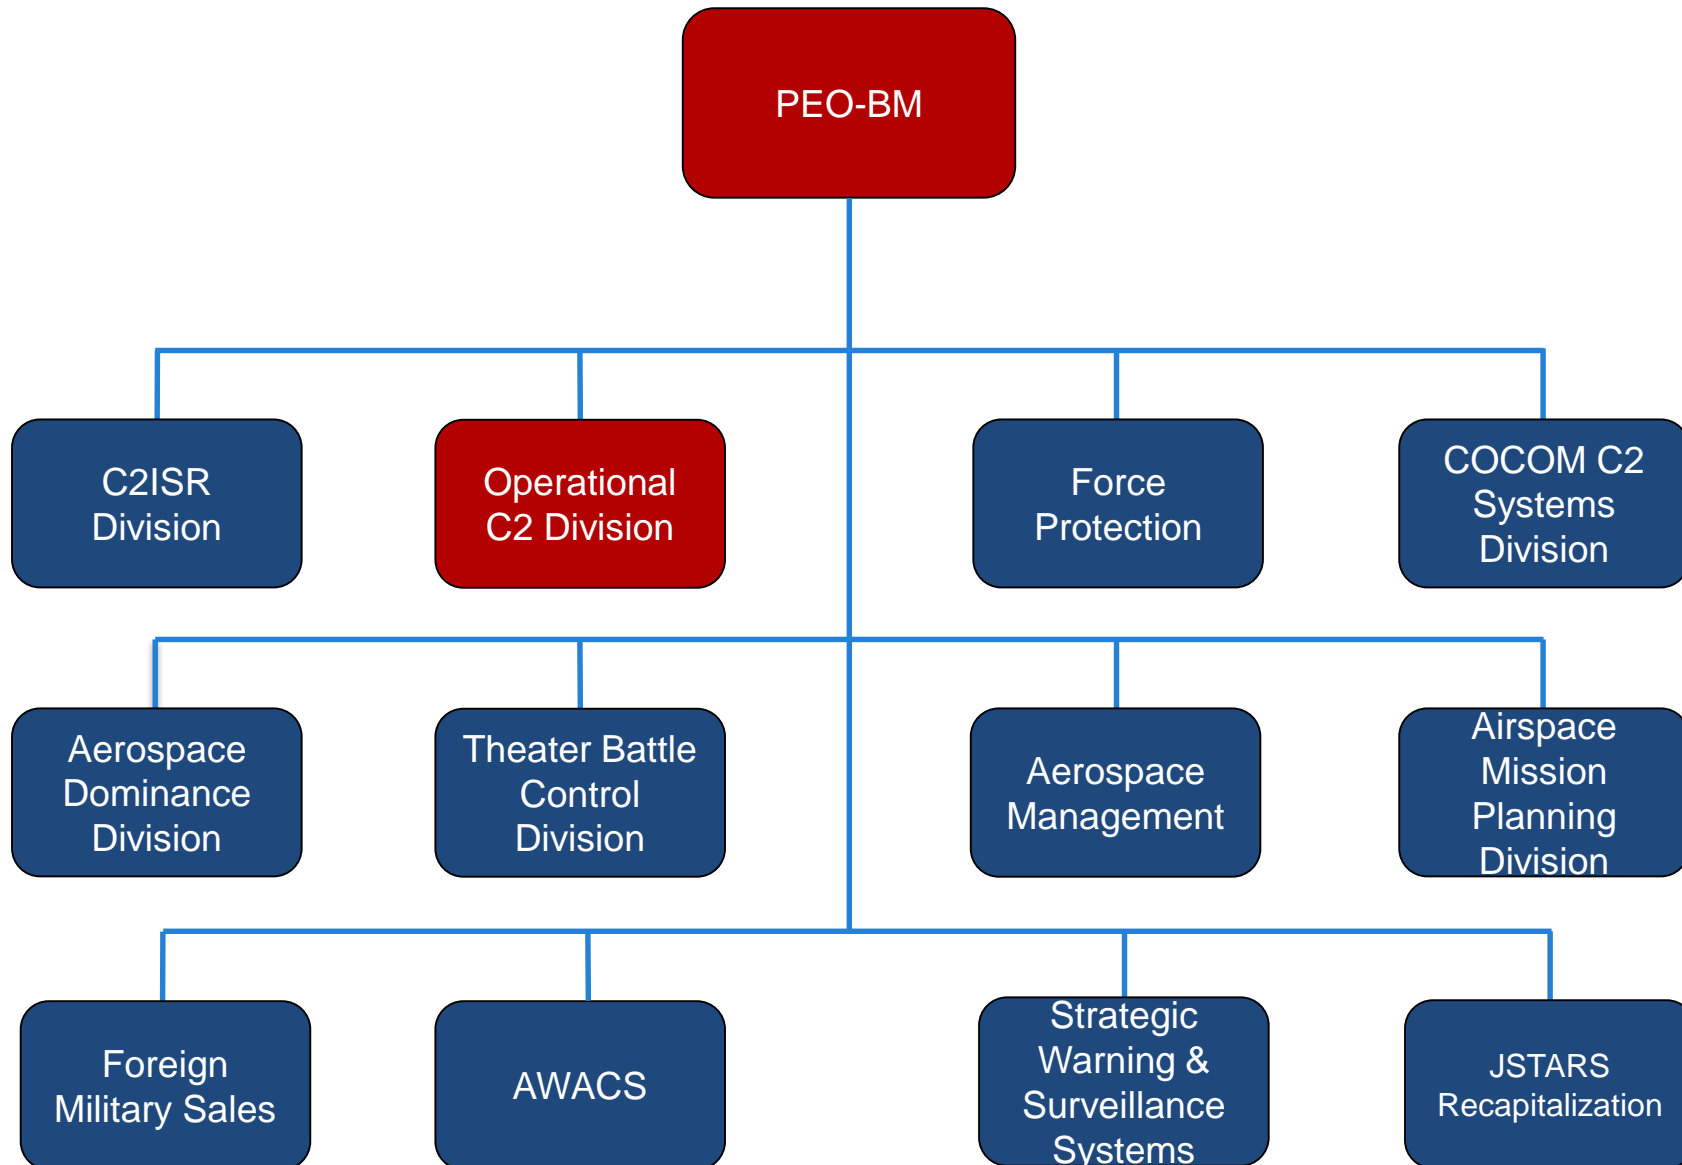 PEO-BM
C2ISR
Division
Operational
C2 Division
Force
Protection
COCOM C2
Systems
Division
Aerospace
Dominance
Division
Theater Battle
Control
Division
Aerospace
Management
Airspace
Mission
Planning
Division
Foreign
Military Sales
AWACS
Strategic
Warning &
Surveillance
Systems
JSTARS
Recapitalization